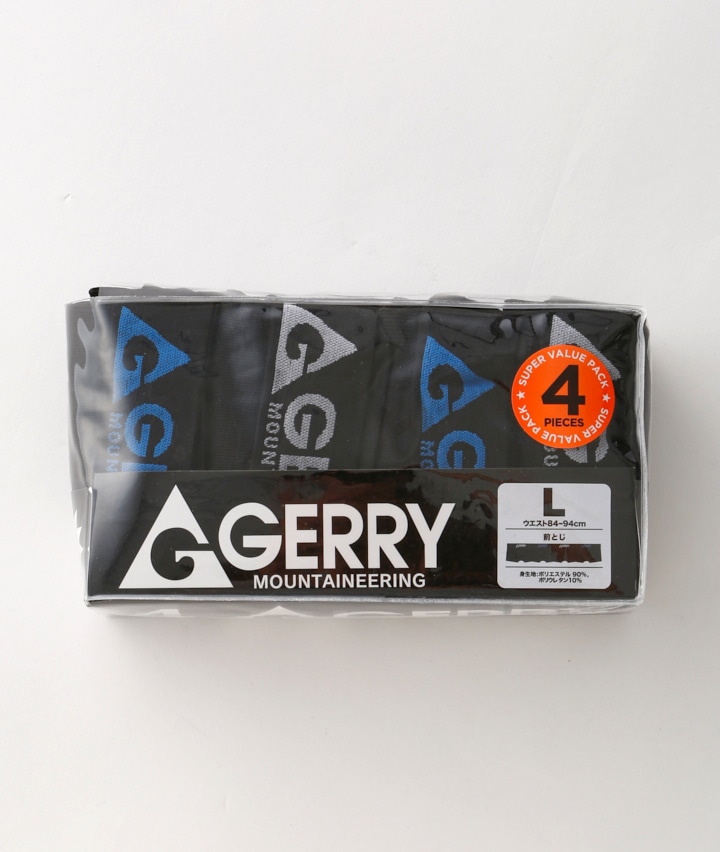 SUPER VALUE PACK ★ SUPER VALUE PACK ★
4
PIECES
GERRY
MOUNTAINEERING
L
ウエスト84-94cm
前とじ
身生地:ポリエステル 90%、
ポリウレタン10%